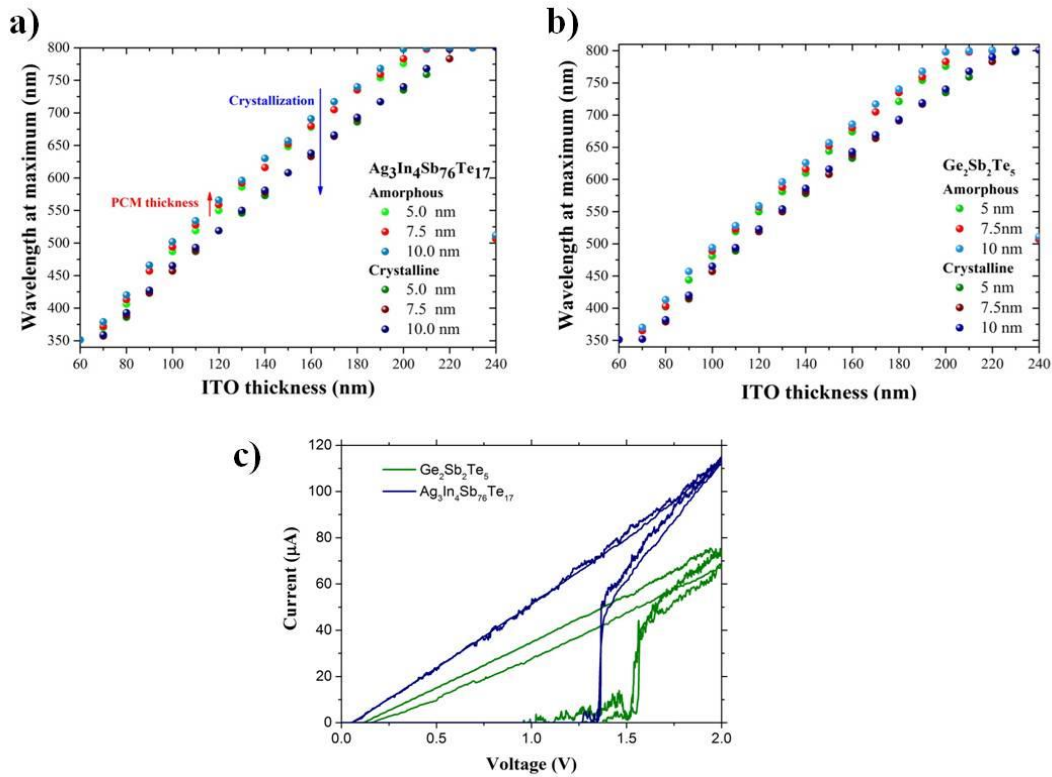 a)
Wavelength at maximum (nm)
800
750
700
650
600
550
500
450
400
350
60 80 100 120 140 160 180 200 220 240
ITO thickness (nm)
Crystallization
PCM thickness
Ag₃In₄Sb₇₆Te₁₇
Amorphous
5.0 nm
7.5 nm
10.0 nm
Crystalline
5.0 nm
7.5 nm
10.0 nm
b)
Wavelength at maximum (nm)
800
750
700
650
600
550
500
450
400
350
60 80 100 120 140 160 180 200 220 240
ITO thickness (nm)
Ge₂Sb₂Te₅
Amorphous
5 nm
7.5nm
10 nm
Crystalline
5 nm
7.5nm
10 nm
c)
Current (µA)
120
100
80
60
40
20
0
0.0 0.5 1.0 1.5 2.0
Voltage (V)
Ge₂Sb₂Te₅
Ag₃In₄Sb₇₆Te₁₇